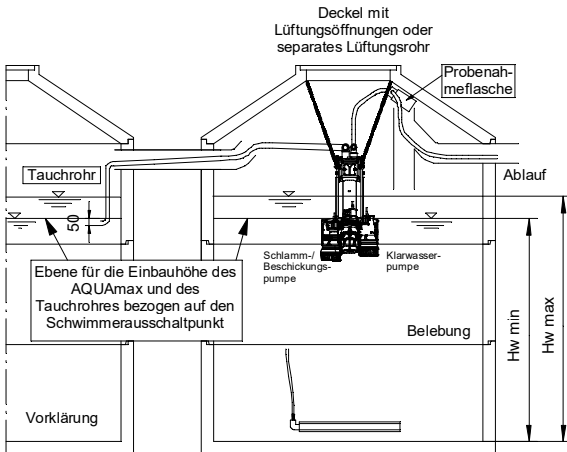 Deckel mit
Lüftungsöffnungen oder
separates Lüftungsrohr
Probenah-
meflasche
Tauchrohr
Ablauf
50
Schlamm-/
Beschickungs-
pumpe
Klarwasser-
pumpe
Ebene für die Einbauhöhe des
AQUAmax und des
Tauchrohres bezogen auf den
Schwimmerausschaltpunkt
Belebung
Hw min
Hw max
Vorklärung